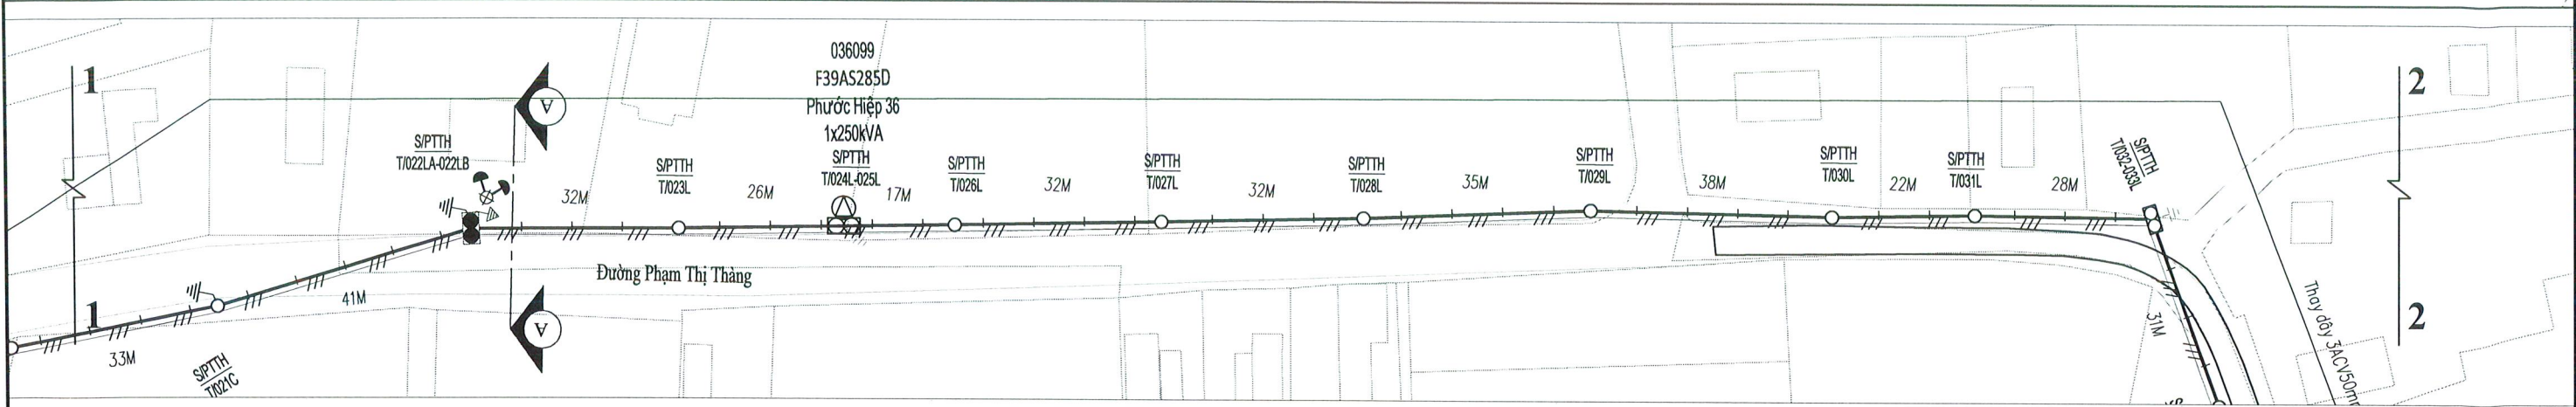 1
1
S/PTTH
T/022LA-022LB
A
A
036099
F39AS285D
Phước Hiệp 36
1x250kVA
S/PTTH
T/024L-025L
S/PTTH
T/023L
S/PTTH
T/026L
S/PTTH
T/027L
S/PTTH
T/028L
S/PTTH
T/029L
S/PTTH
T/030L
S/PTTH
T/031L
S/PTTH
T/032-033L
32M
26M
17M
32M
32M
35M
38M
22M
28M
31M
33M
41M
S/PTTH
T/021C
Đường Phạm Thị Thàng
Thay dây 3ACV50m
2
2